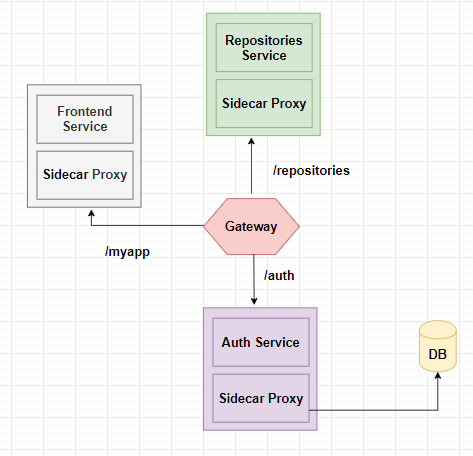 Repositories
Service
Sidecar Proxy
Frontend
Service
Sidecar Proxy
/repositories
Gateway
/myapp
/auth
Auth Service
Sidecar Proxy
DB